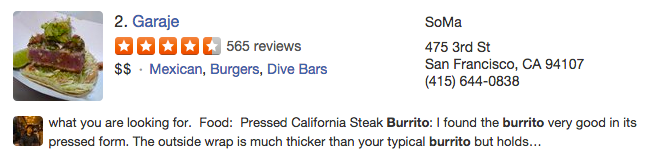 2. Garaje
565 reviews
$$ · Mexican, Burgers, Dive Bars
SoMa
475 3rd St
San Francisco, CA 94107
(415) 644-0838
what you are looking for.  Food:  Pressed California Steak Burrito: I found the burrito very good in its
pressed form. The outside wrap is much thicker than your typical burrito but holds…